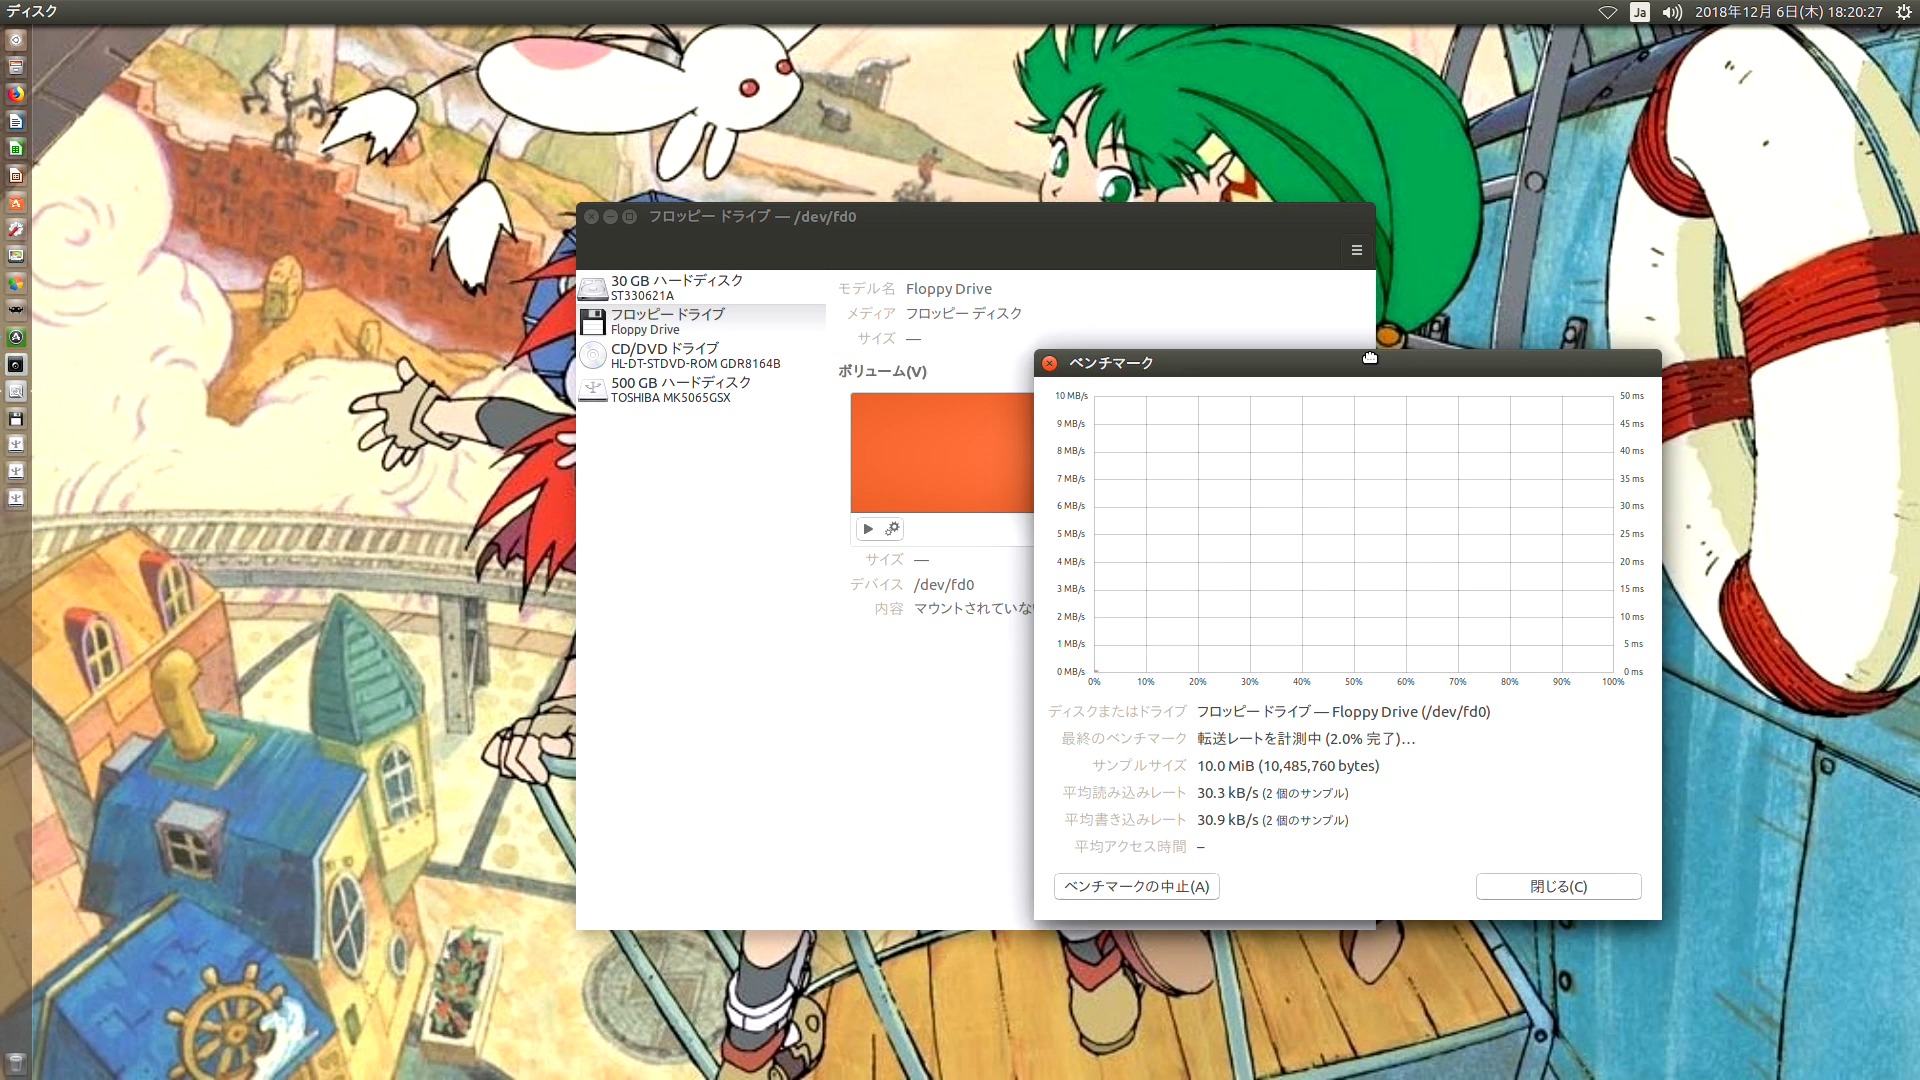 ディスク
Ja
2018年12月 6日(木) 18:20:27
フロッピー ドライブ — /dev/fd0
30 GB ハードディスク
ST330621A
フロッピー ドライブ
Floppy Drive
CD/DVD ドライブ
HL-DT-STDVD-ROM GDR8164B
500 GB ハードディスク
TOSHIBA MK5065GSX
モデル名 Floppy Drive
メディア フロッピー ディスク
サイズ —
ボリューム(V)
サイズ —
デバイス /dev/fd0
内容 マウントされていな
ベンチマーク
10 MB/s 50 ms
9 MB/s 45 ms
8 MB/s 40 ms
7 MB/s 35 ms
6 MB/s 30 ms
5 MB/s 25 ms
4 MB/s 20 ms
3 MB/s 15 ms
2 MB/s 10 ms
1 MB/s 5 ms
0 MB/s 0 ms
0% 10% 20% 30% 40% 50% 60% 70% 80% 90% 100%
ディスクまたはドライブ フロッピー ドライブ — Floppy Drive (/dev/fd0)
最終のベンチマーク 転送レートを計測中 (2.0% 完了)…
サンプルサイズ 10.0 MiB (10,485,760 bytes)
平均読み込みレート 30.3 kB/s (2 個のサンプル)
平均書き込みレート 30.9 kB/s (2 個のサンプル)
平均アクセス時間 –
ベンチマークの中止(A)
閉じる(C)